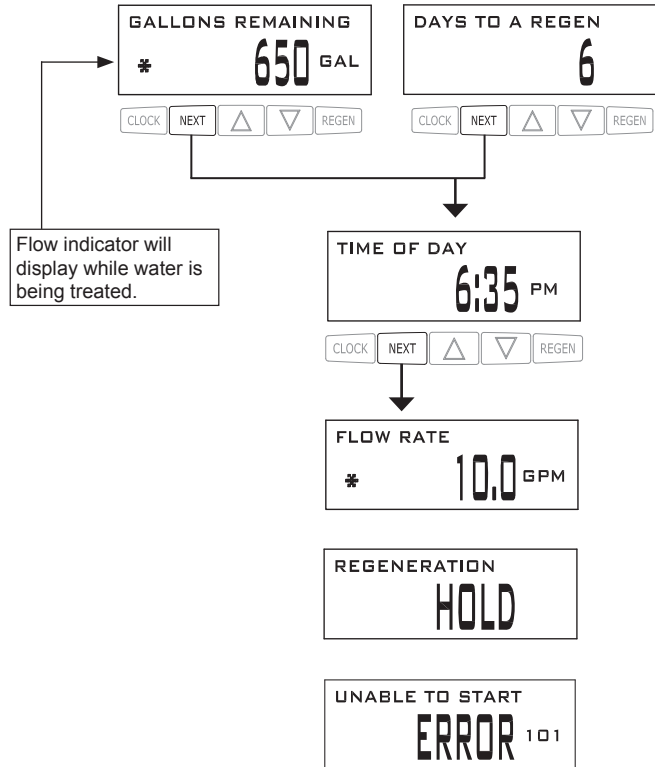 GALLONS REMAINING
* 650 GAL
CLOCK NEXT REGEN
DAYS TO A REGEN
6
CLOCK NEXT REGEN
Flow indicator will
display while water is
being treated.
TIME OF DAY
6:35 PM
CLOCK NEXT REGEN
FLOW RATE
* 10.0 GPM
REGENERATION
HOLD
UNABLE TO START
ERROR 101